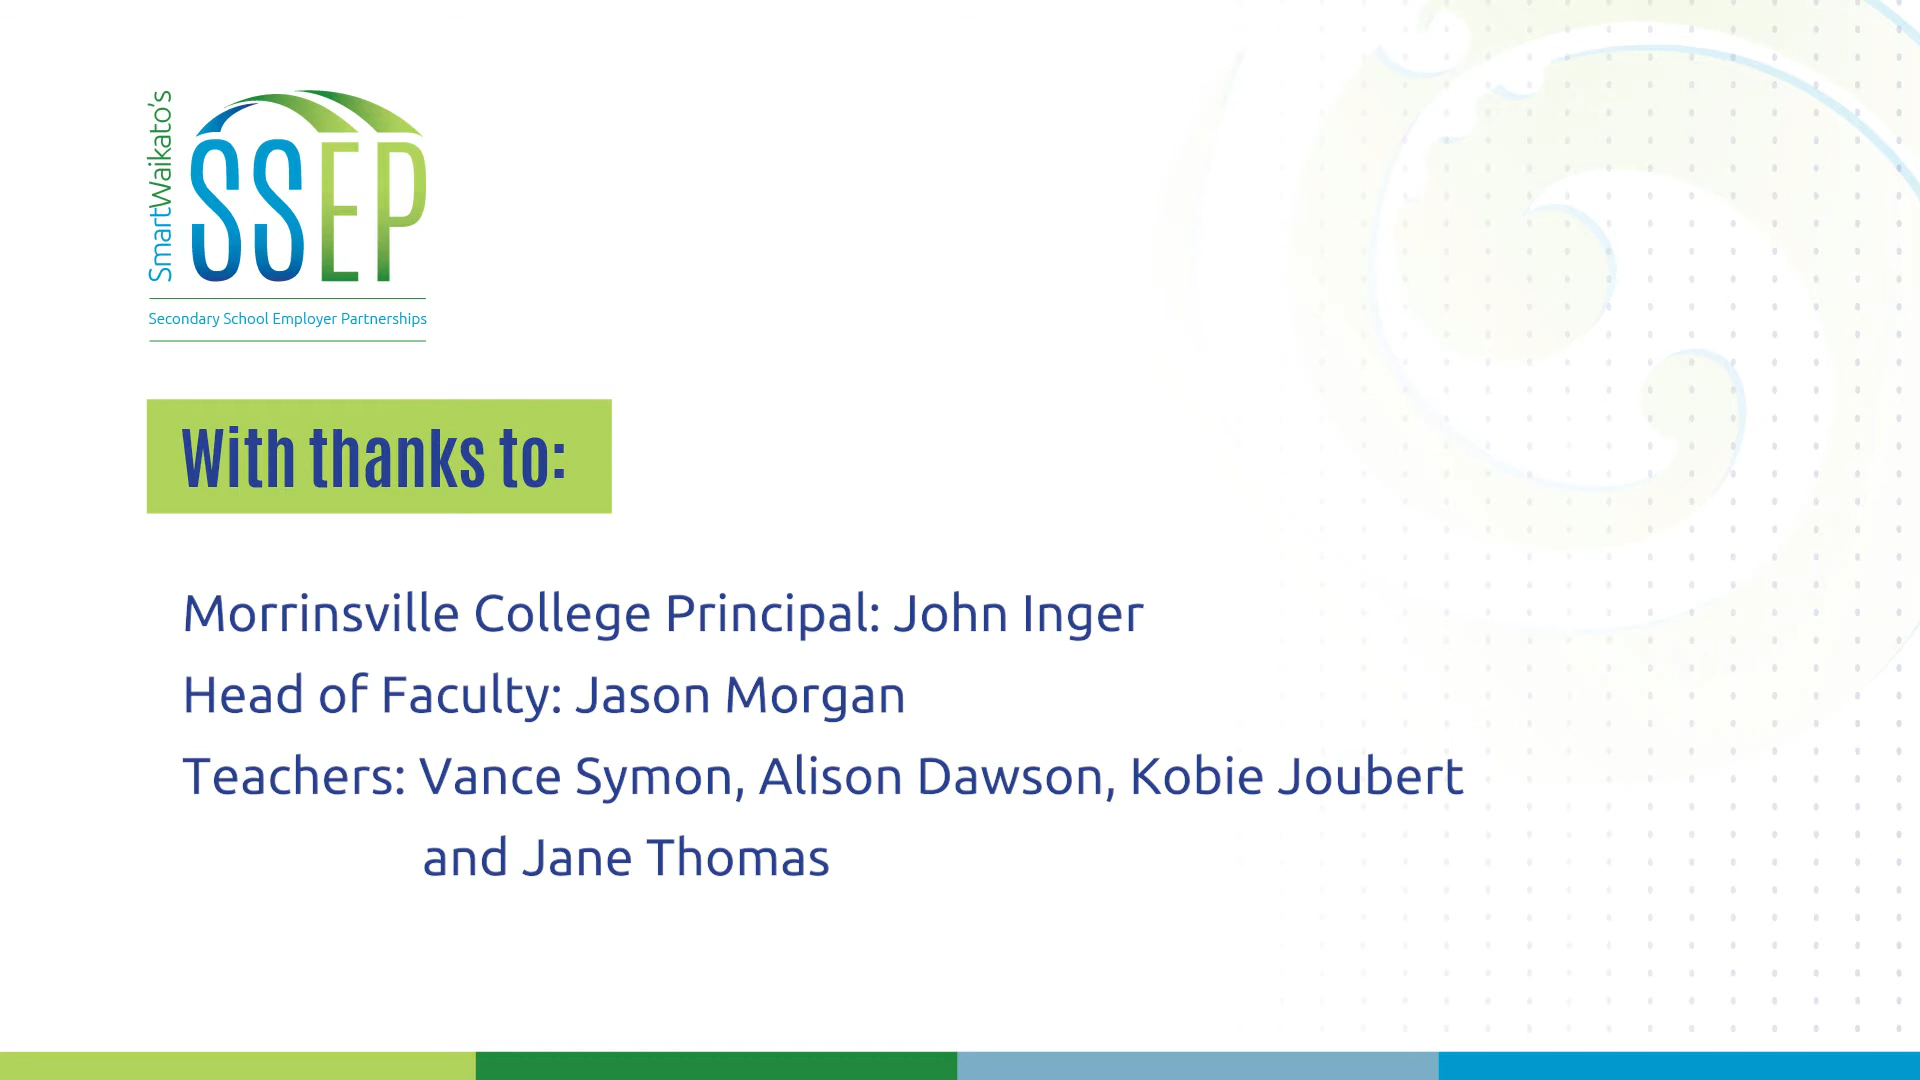 SmartWaikato's
SSEP
Secondary School Employer Partnerships
With thanks to:
Morrinsville College Principal: John Inger
Head of Faculty: Jason Morgan
Teachers: Vance Symon, Alison Dawson, Kobie Joubert
and Jane Thomas